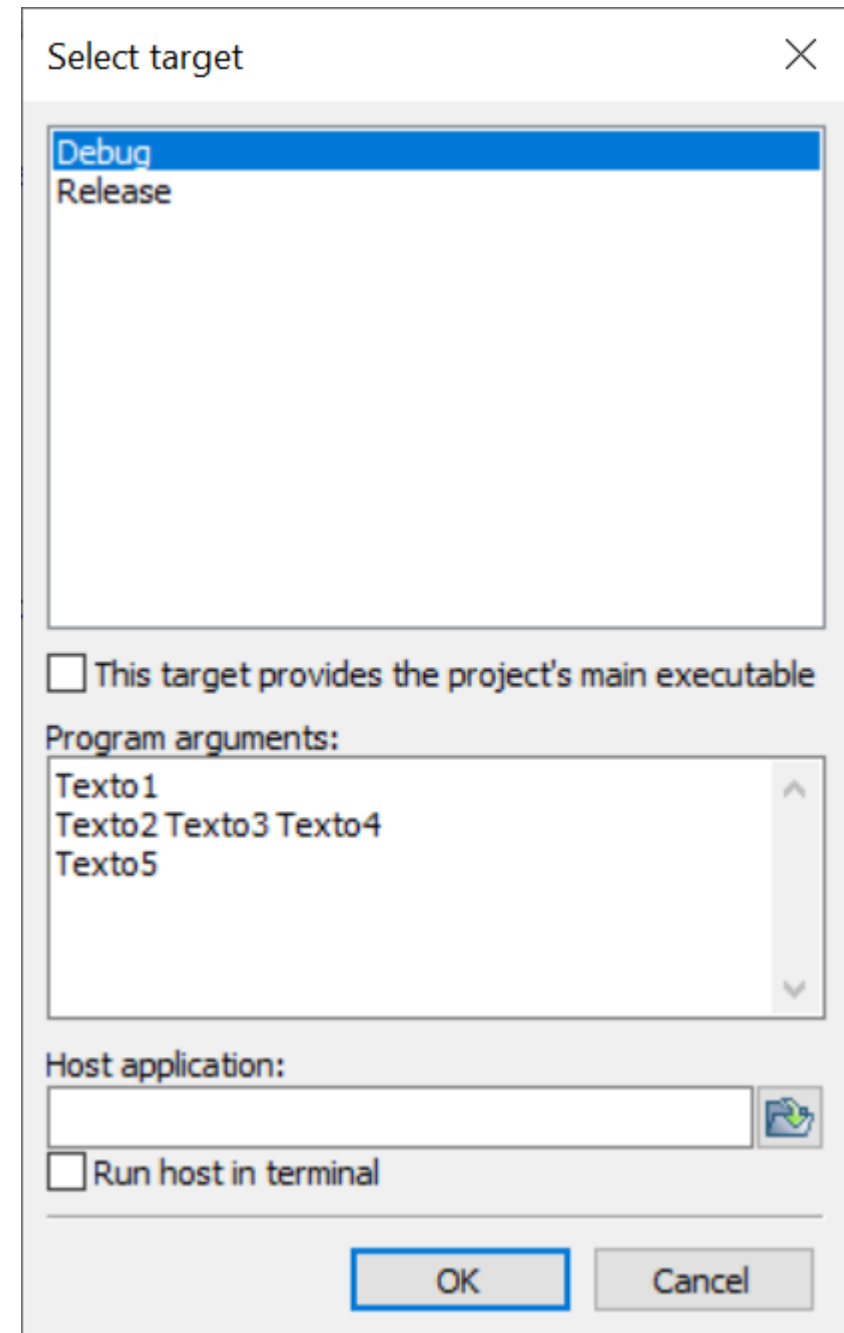 Select target
Debug
Release
This target provides the project's main executable
Program arguments:
Texto1
Texto2 Texto3 Texto4
Texto5
Host application:
Run host in terminal
OK
Cancel